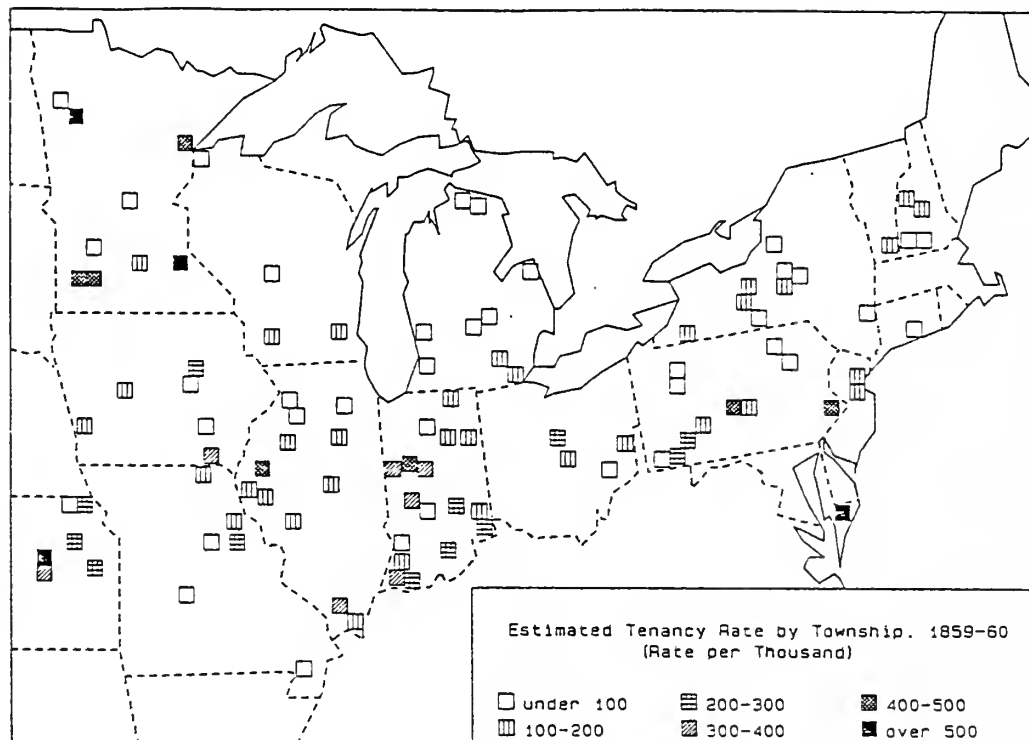 Estimated Tenancy Rate by Township. 1859-60
(Rate per Thousand)
under 100 200-300 400-500
100-200 300-400 over 500